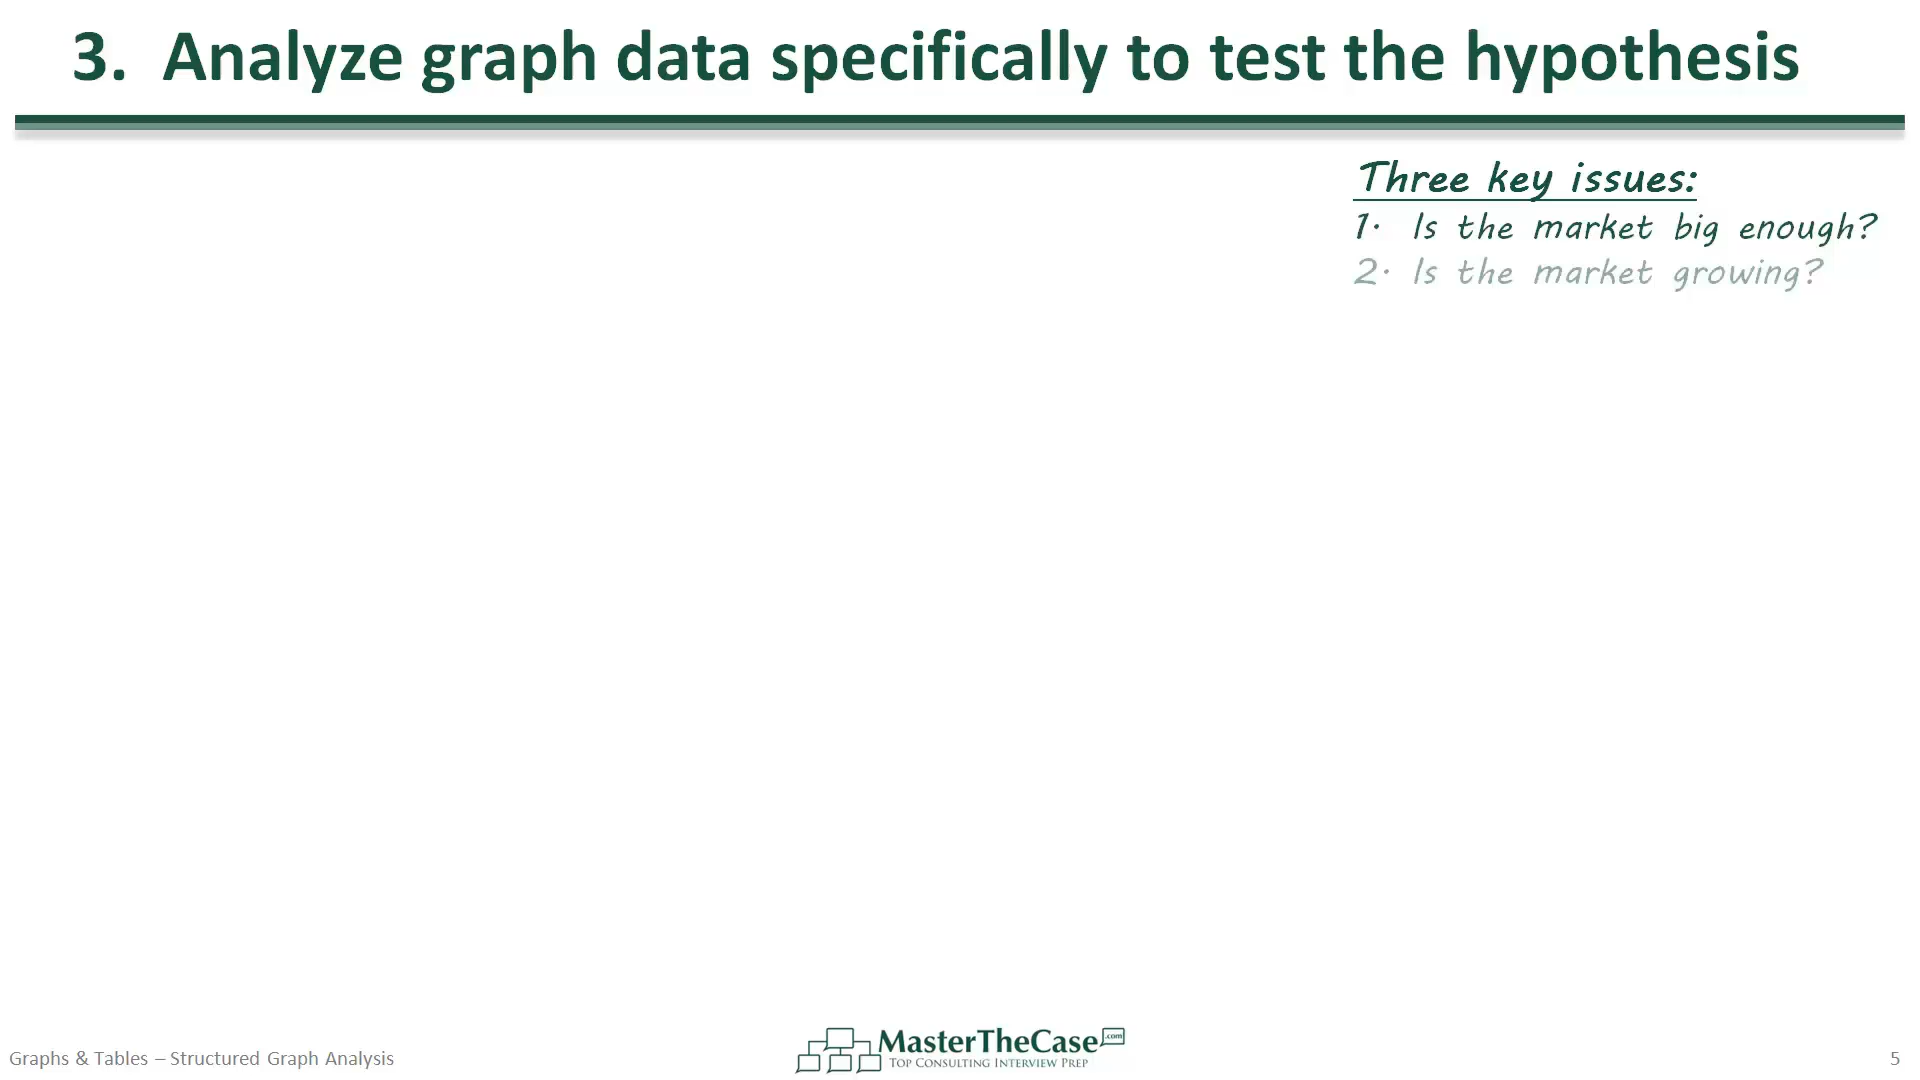 3. Analyze graph data specifically to test the hypothesis
Three key issues:
1. Is the market big enough?
2. Is the market growing?
Graphs & Tables – Structured Graph Analysis
MasterTheCase.com
Top Consulting Interview Prep
5